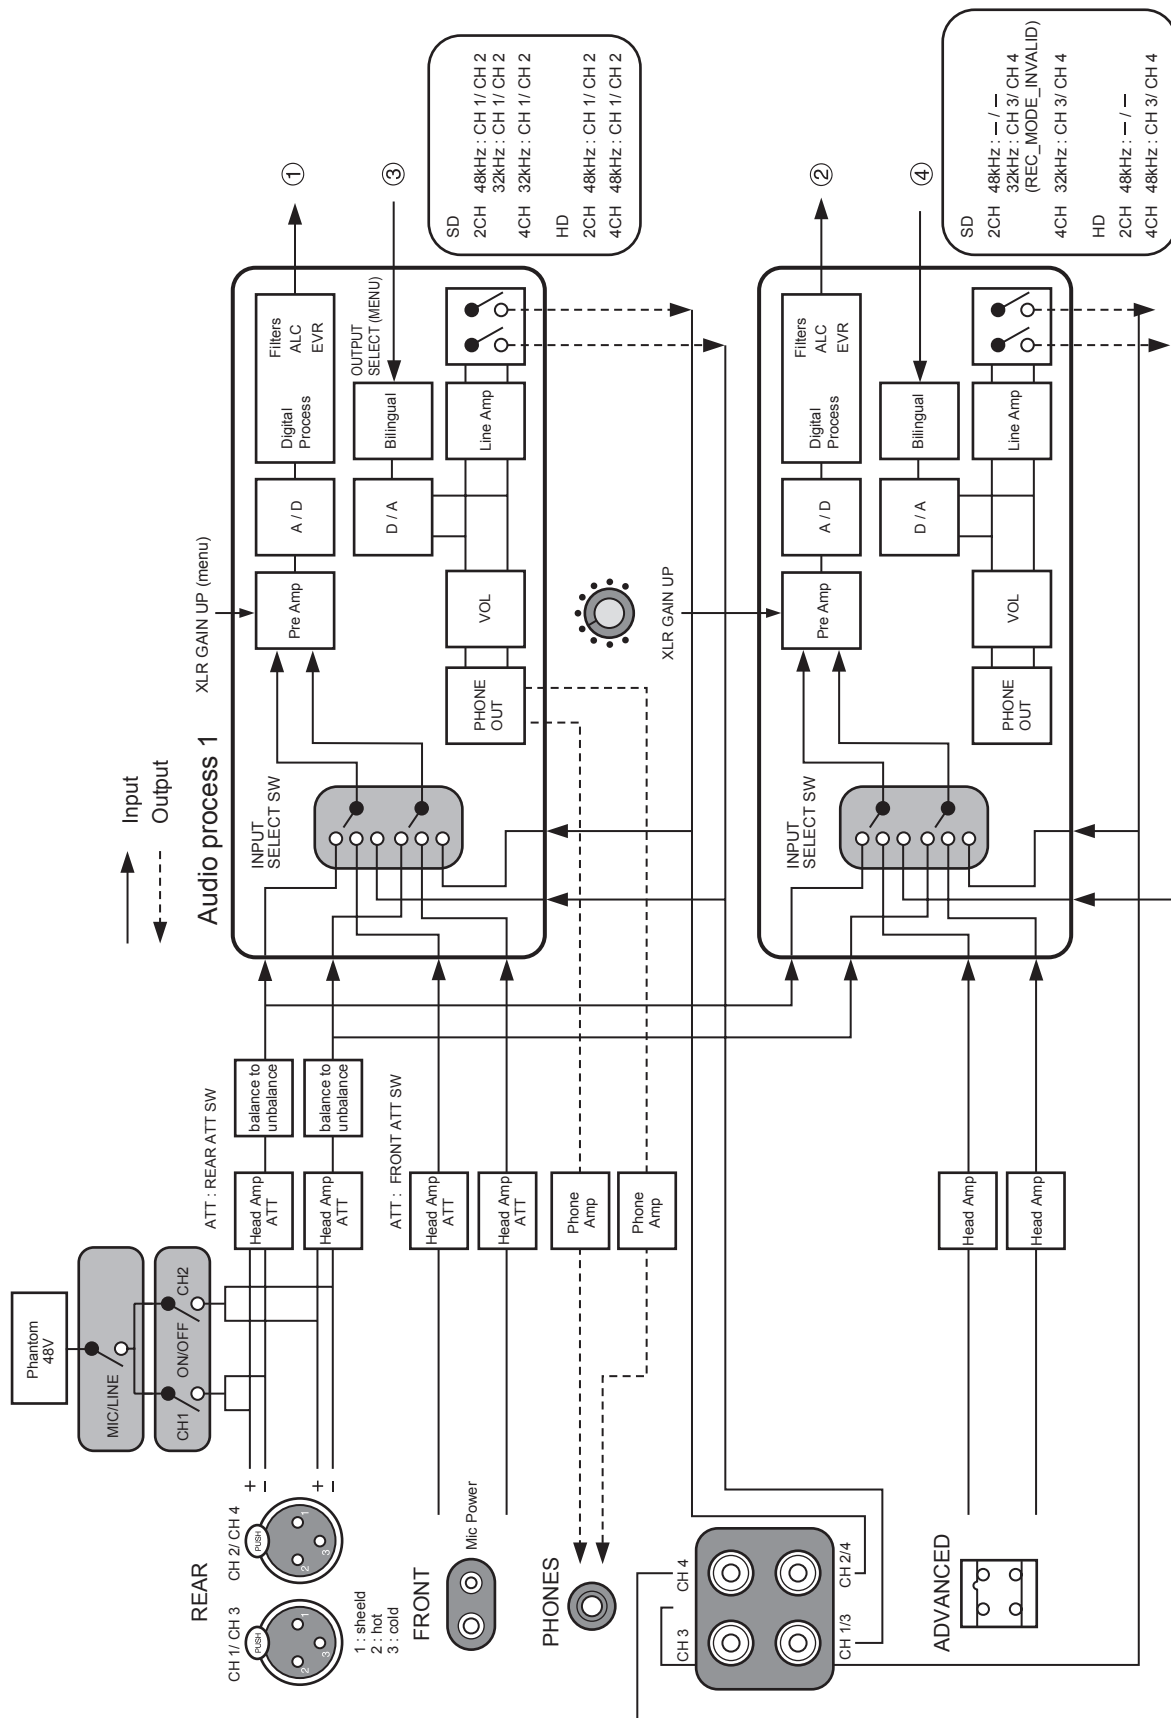 Phantom
48V
MIC/LINE
CH1 ON/OFF CH2
REAR
CH 1/ CH 3
CH 2/ CH 4
PUSH
1
2
3
PUSH
1
2
3
1 : sheeld
2 : hot
3 : cold
+
−
+
−
ATT : REAR ATT SW
Head Amp
ATT
balance to
unbalance
Head Amp
ATT
balance to
unbalance
FRONT
Mic Power
ATT : FRONT ATT SW
Head Amp
ATT
Head Amp
ATT
PHONES
Phone
Amp
Phone
Amp
CH 3
CH 4
CH 1/3
CH 2/4
ADVANCED
Head Amp
Head Amp
Input
Output
Audio process 1
XLR GAIN UP (menu)
INPUT
SELECT SW
Pre Amp
A / D
Digital
Process
Filters
ALC
EVR
①
OUTPUT
SELECT (MENU)
D / A
Bilingual
③
PHONE
OUT
VOL
Line Amp
SD
2CH 48kHz : CH 1/ CH 2
32kHz : CH 1/ CH 2
4CH 32kHz : CH 1/ CH 2
HD
2CH 48kHz : CH 1/ CH 2
4CH 48kHz : CH 1/ CH 2
XLR GAIN UP
INPUT
SELECT SW
Pre Amp
A / D
Digital
Process
Filters
ALC
EVR
②
D / A
Bilingual
④
PHONE
OUT
VOL
Line Amp
SD
2CH 48kHz : — / —
32kHz : CH 3/ CH 4
(REC_MODE_INVALID)
4CH 32kHz : CH 3/ CH 4
HD
2CH 48kHz : — / —
4CH 48kHz : CH 3/ CH 4